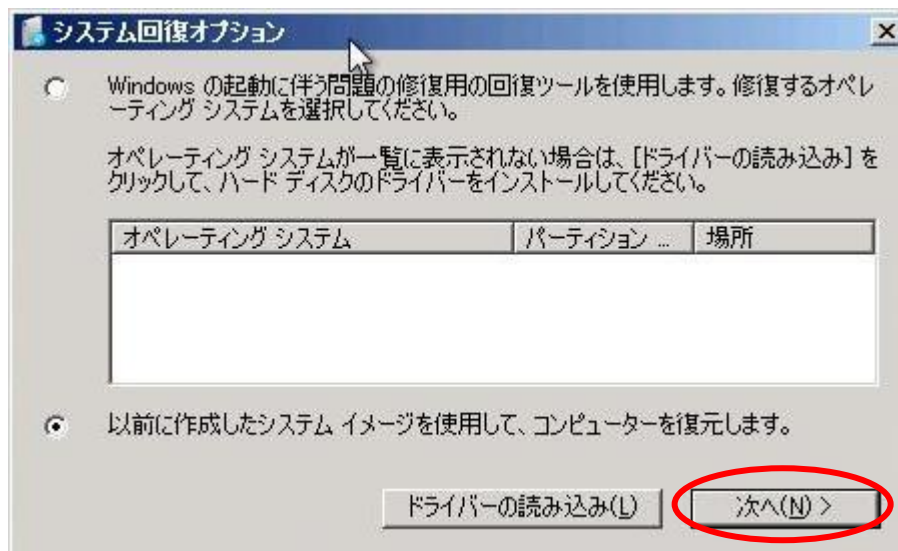 システム回復オプション
Windows の起動に伴う問題の修復用の回復ツールを使用します。修復するオペレ
ーティング システムを選択してください。
オペレーティング システムが一覧に表示されない場合は、[ドライバーの読み込み] を
クリックして、ハード ディスクのドライバーをインストールしてください。
オペレーティング システム パーティション ... 場所
以前に作成したシステム イメージを使用して、コンピューターを復元します。
ドライバーの読み込み(L) 次へ(N) >